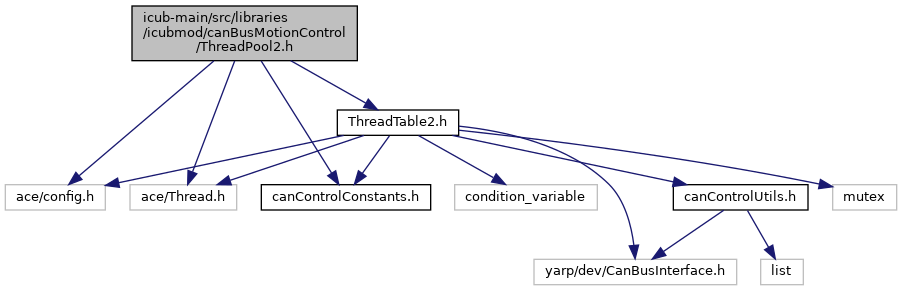 icub-main/src/libraries
/icubmod/canBusMotionControl
/ThreadPool2.h
ThreadTable2.h
ace/config.h
ace/Thread.h
canControlConstants.h
condition_variable
canControlUtils.h
mutex
yarp/dev/CanBusInterface.h
list